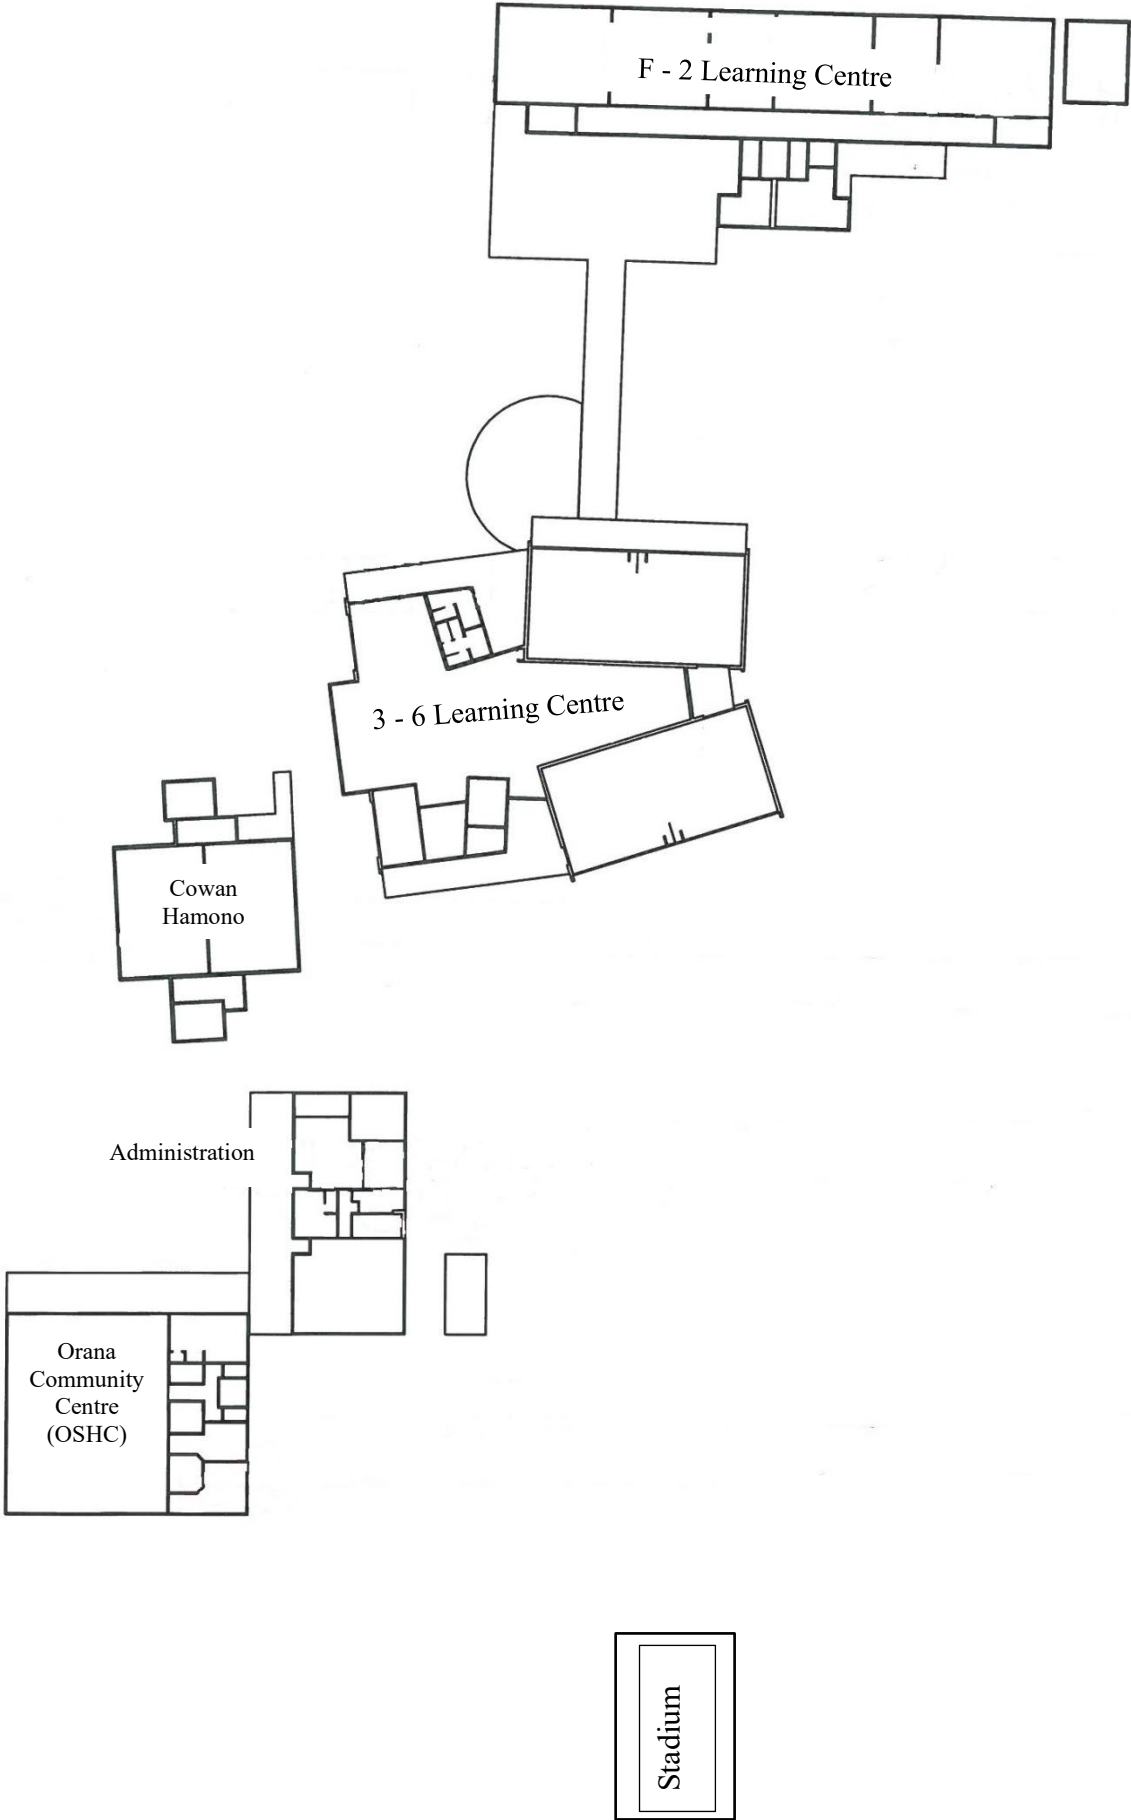 F - 2 Learning Centre
3 - 6 Learning Centre
Cowan
Hamono
Administration
Orana
Community
Centre
(OSHC)
Stadium